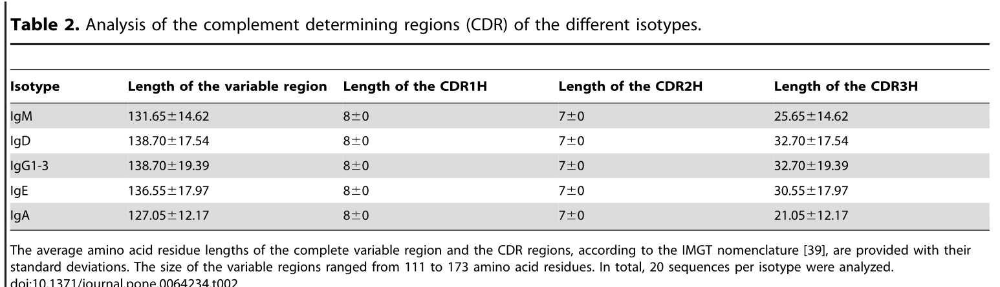 Table 2. Analysis of the complement determining regions (CDR) of the different isotypes.
Isotype Length of the variable region Length of the CDR1H Length of the CDR2H Length of the CDR3H
IgM 131.65±14.62 8±0 7±0 25.65±14.62
IgD 138.70±17.54 8±0 7±0 32.70±17.54
IgG1-3 138.70±19.39 8±0 7±0 32.70±19.39
IgE 136.55±17.97 8±0 7±0 30.55±17.97
IgA 127.05±12.17 8±0 7±0 21.05±12.17
The average amino acid residue lengths of the complete variable region and the CDR regions, according to the IMGT nomenclature [39], are provided with their
standard deviations. The size of the variable regions ranged from 111 to 173 amino acid residues. In total, 20 sequences per isotype were analyzed.
doi:10.1371/journal.pone.0064234.t002